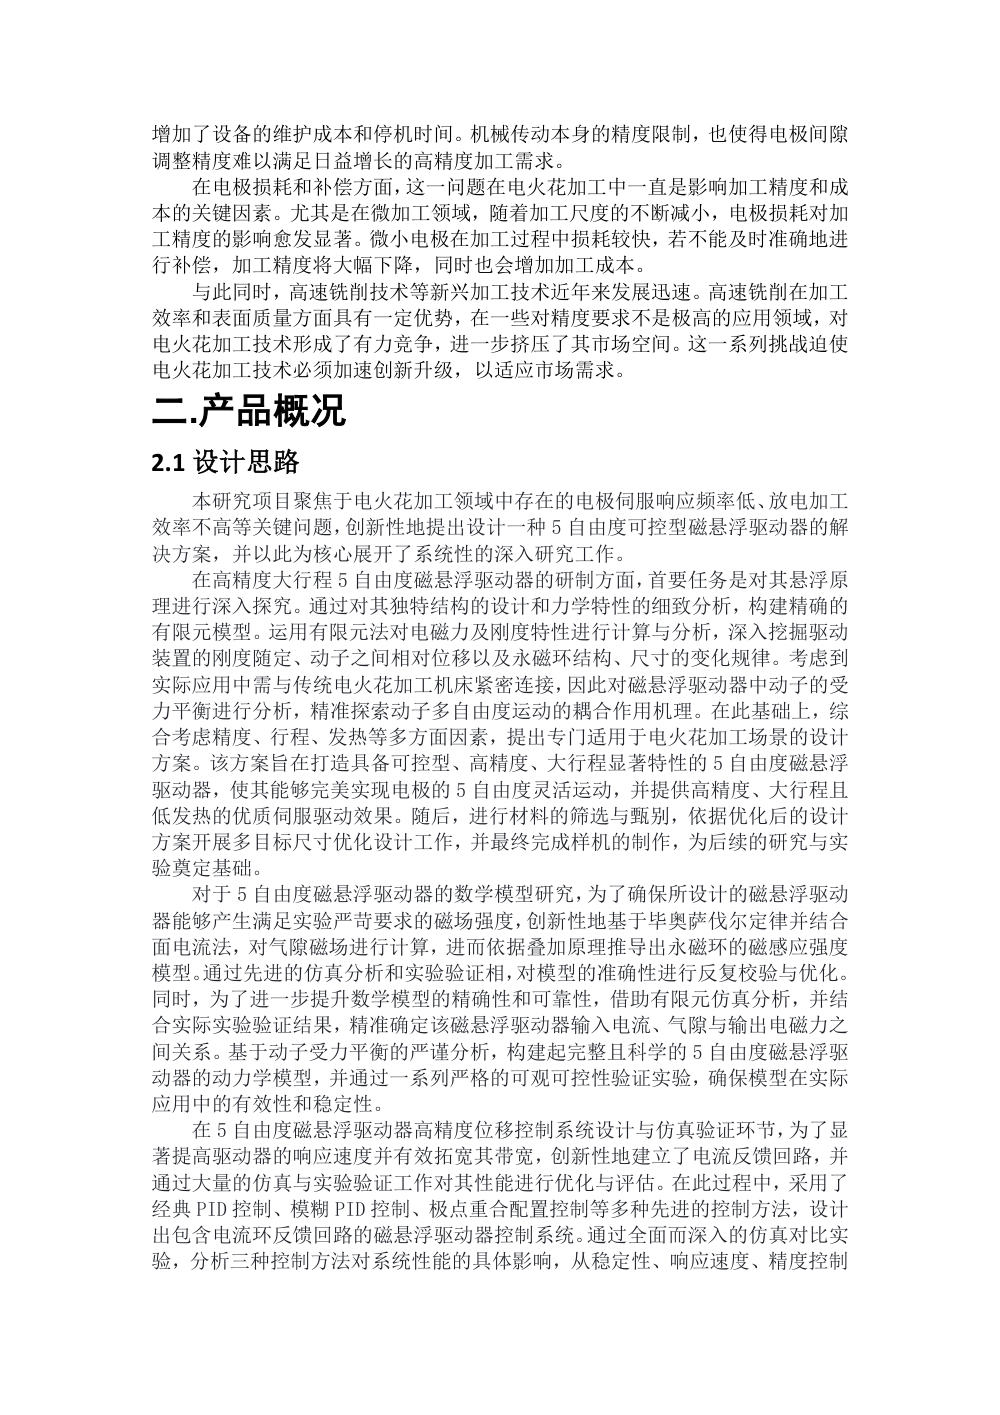 增加了设备的维护成本和停机时间。机械传动本身的精度限制，也使得电极间隙
调整精度难以满足日益增长的高精度加工需求。
在电极损耗和补偿方面，这一问题在电火花加工中一直是影响加工精度和成
本的关键因素。尤其是在微加工领域，随着加工尺度的不断减小，电极损耗对加
工精度的影响愈发显著。微小电极在加工过程中损耗较快，若不能及时准确地进
行补偿，加工精度将大幅下降，同时也会增加加工成本。
与此同时，高速铣削技术等新兴加工技术近年来发展迅速。高速铣削在加工
效率和表面质量方面具有一定优势，在一些对精度要求不是极高的应用领域，对
电火花加工技术形成了有力竞争，进一步挤压了其市场空间。这一系列挑战迫使
电火花加工技术必须加速创新升级，以适应市场需求。
二.产品概况
2.1 设计思路
本研究项目聚焦于电火花加工领域中存在的电极伺服响应频率低、放电加工
效率不高等关键问题，创新性地提出设计一种 5 自由度可控型磁悬浮驱动器的解
决方案，并以此为核心展开了系统性的深入研究工作。
在高精度大行程 5 自由度磁悬浮驱动器的研制方面，首要任务是对其悬浮原
理进行深入探究。通过对其独特结构的设计和力学特性的细致分析，构建精确的
有限元模型。运用有限元法对电磁力及刚度特性进行计算与分析，深入挖掘驱动
装置的刚度随定、动子之间相对位移以及永磁环结构、尺寸的变化规律。考虑到
实际应用中需与传统电火花加工机床紧密连接，因此对磁悬浮驱动器中动子的受
力平衡进行分析，精准探索动子多自由度运动的耦合作用机理。在此基础上，综
合考虑精度、行程、发热等多方面因素，提出专门适用于电火花加工场景的设计
方案。该方案旨在打造具备可控型、高精度、大行程显著特性的 5 自由度磁悬浮
驱动器，使其能够完美实现电极的 5 自由度灵活运动，并提供高精度、大行程且
低发热的优质伺服驱动效果。随后，进行材料的筛选与甄别，依据优化后的设计
方案开展多目标尺寸优化设计工作，并最终完成样机的制作，为后续的研究与实
验奠定基础。
对于 5 自由度磁悬浮驱动器的数学模型研究，为了确保所设计的磁悬浮驱动
器能够产生满足实验严苛要求的磁场强度，创新性地基于毕奥萨伐尔定律并结合
面电流法，对气隙磁场进行计算，进而依据叠加原理推导出永磁环的磁感应强度
模型。通过先进的仿真分析和实验验证相，对模型的准确性进行反复校验与优化。
同时，为了进一步提升数学模型的精确性和可靠性，借助有限元仿真分析，并结
合实际实验验证结果，精准确定该磁悬浮驱动器输入电流、气隙与输出电磁力之
间关系。基于动子受力平衡的严谨分析，构建起完整且科学的 5 自由度磁悬浮驱
动器的动力学模型，并通过一系列严格的可观可控性验证实验，确保模型在实际
应用中的有效性和稳定性。
在 5 自由度磁悬浮驱动器高精度位移控制系统设计与仿真验证环节，为了显
著提高驱动器的响应速度并有效拓宽其带宽，创新性地建立了电流反馈回路，并
通过大量的仿真与实验验证工作对其性能进行优化与评估。在此过程中，采用了
经典 PID 控制、模糊 PID 控制、极点重合配置控制等多种先进的控制方法，设计
出包含电流环反馈回路的磁悬浮驱动器控制系统。通过全面而深入的仿真对比实
验，分析三种控制方法对系统性能的具体影响，从稳定性、响应速度、精度控制